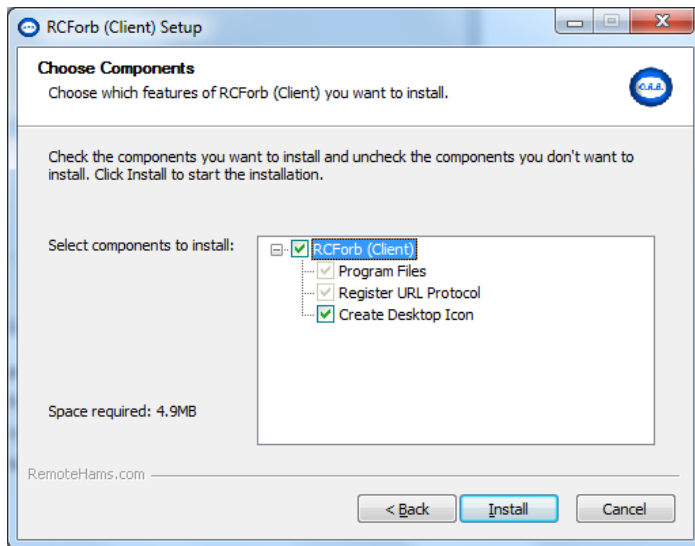 RCForb (Client) Setup
Choose Components
Choose which features of RCForb (Client) you want to install.
O.R.B.
Check the components you want to install and uncheck the components you don't want to
install. Click Install to start the installation.
Select components to install:
RCForb (Client)
Program Files
Register URL Protocol
Create Desktop Icon
Space required: 4.9MB
RemoteHams.com
< Back
Install
Cancel